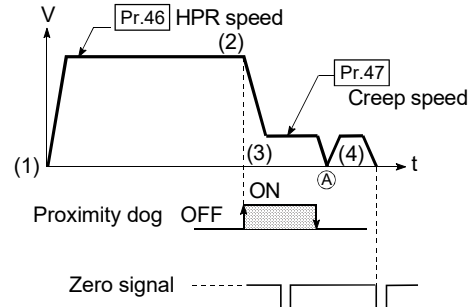 V
Pr.46 HPR speed
(2)
Pr.47
Creep speed
(1)
(3)
(4)
t
A
ON
Proximity dog OFF
Zero signal